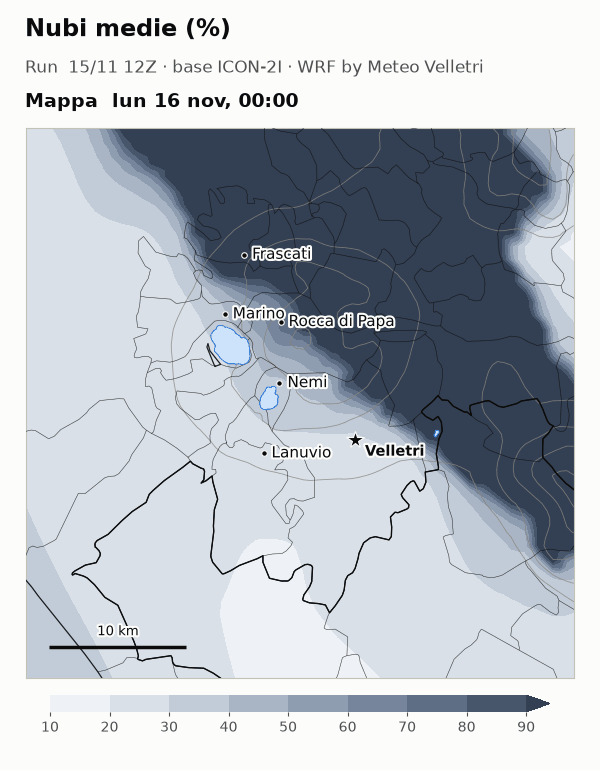 Nubi medie (%)
Run  15/11 12Z · base ICON-2I · WRF by Meteo Velletri
Mappa  lun 16 nov, 00:00
Frascati
Marino
Rocca di Papa
Nemi
Velletri
Lanuvio
10 km
10 20 30 40 50 60 70 80 90